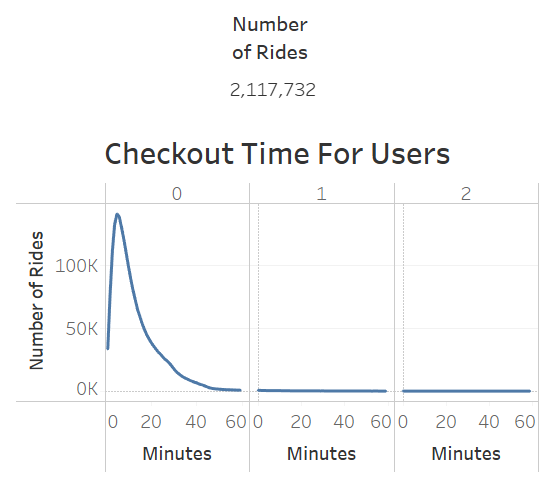 Number
of Rides
2,117,732
Checkout Time For Users
0 1 2
Number of Rides
100K
50K
0K
0 20 40 60 0 20 40 60 0 20 40 60
Minutes Minutes Minutes